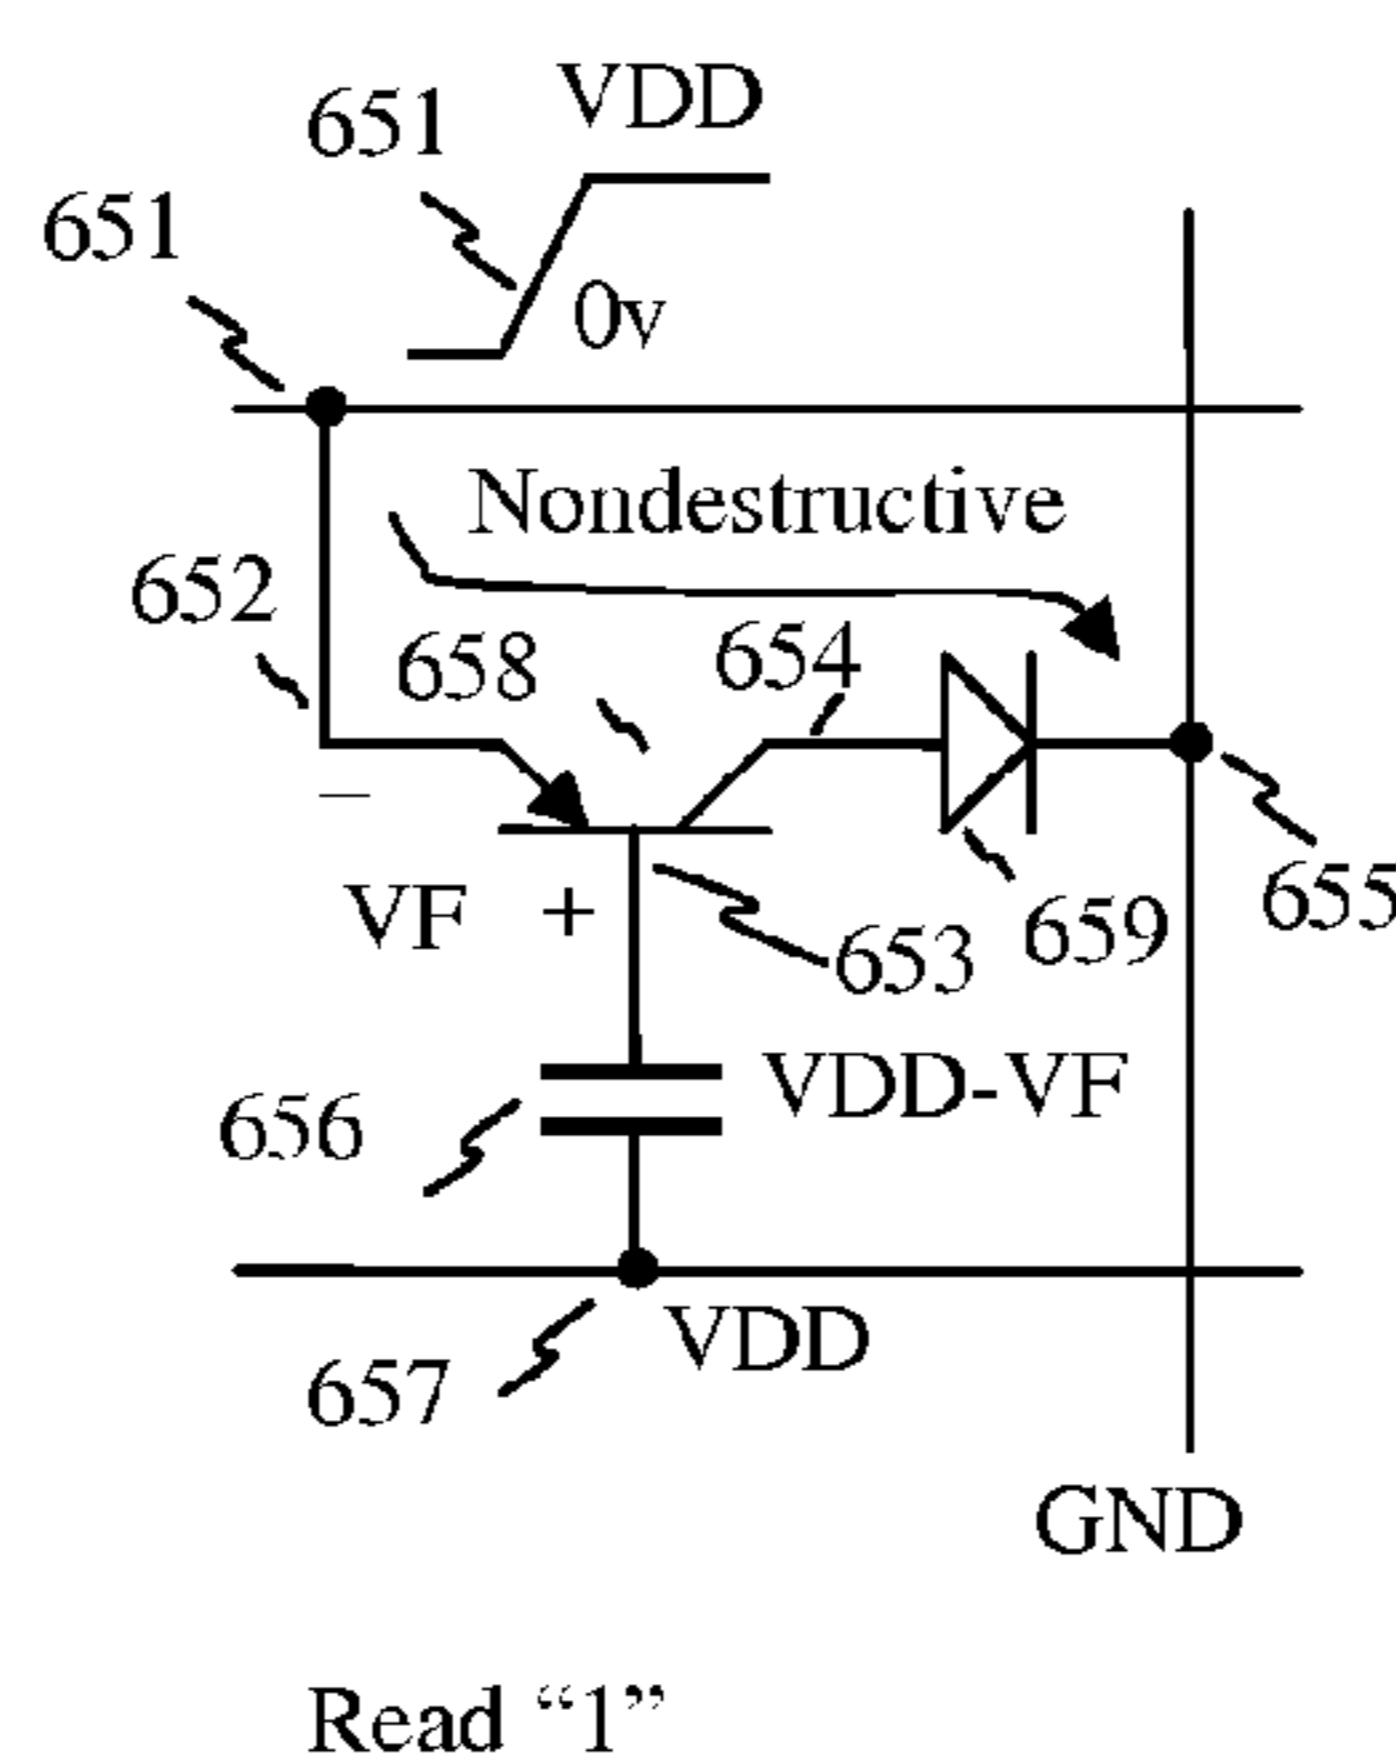 VDD
651
651
0v
Nondestructive
652
658
654
–
VF +
653
659
655
VDD-VF
656
VDD
657
GND
Read “1”